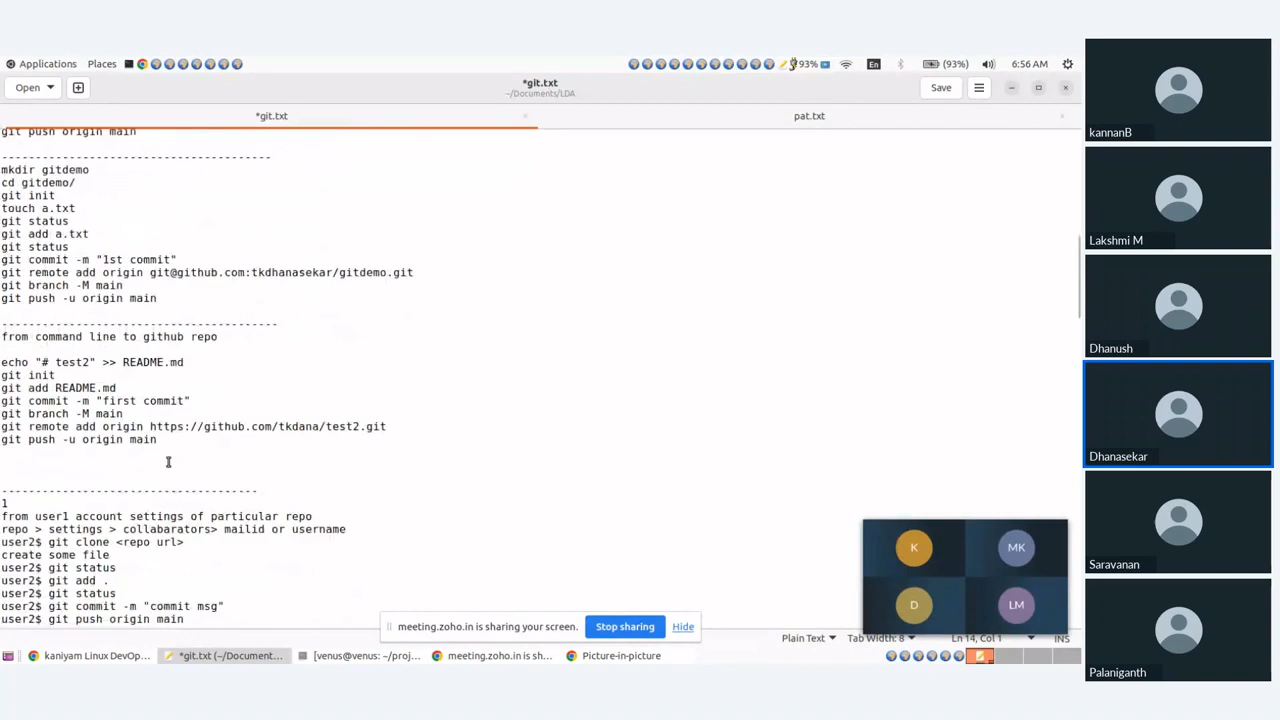 Applications Places
93%
En
(93%)
6:56 AM
Open
*git.txt
~/Documents/LDA
Save
*git.txt
pat.txt
git push origin main
----------------------------------------
mkdir gitdemo
cd gitdemo/
git init
touch a.txt
git status
git add a.txt
git status
git commit -m "1st commit"
git remote add origin git@github.com:tkdhanasekar/gitdemo.git
git branch -M main
git push -u origin main
-----------------------------------------
from command line to github repo
echo "# test2" >> README.md
git init
git add README.md
git commit -m "first commit"
git branch -M main
git remote add origin https://github.com/tkdana/test2.git
git push -u origin main
--------------------------------------
1
from user1 account settings of particular repo
repo > settings > collabarators> mailid or username
user2$ git clone <repo url>
create some file
user2$ git status
user2$ git add .
user2$ git status
user2$ git commit -m "commit msg"
user2$ git push origin main
meeting.zoho.in is sharing your screen.
Stop sharing
Hide
Plain Text
Tab Width: 8
Ln 14, Col 1
INS
kaniyam Linux DevOp...
*git.txt (~/Document...
[venus@venus: ~/proj...
meeting.zoho.in is sh...
Picture-in-picture
K
MK
D
LM
kannanB
Lakshmi M
Dhanush
Dhanasekar
Saravanan
Palaniganth